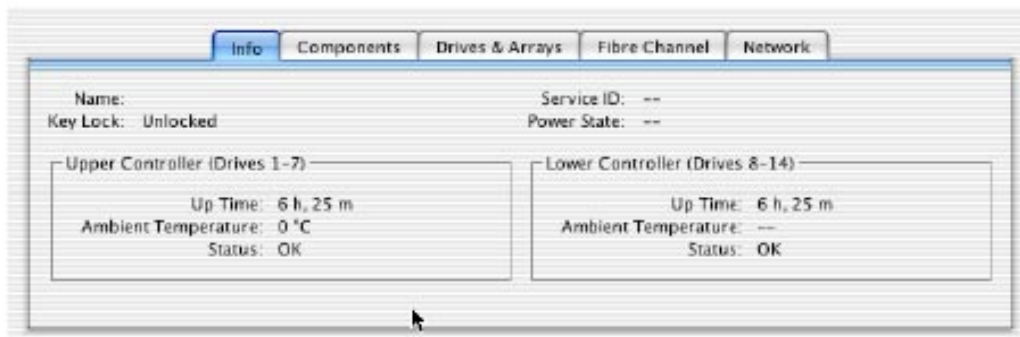 Info Components Drives & Arrays Fibre Channel Network
Name:
Service ID: --
Key Lock: Unlocked
Power State: --
Upper Controller (Drives 1-7)
Up Time: 6 h, 25 m
Ambient Temperature: 0 °C
Status: OK
Lower Controller (Drives 8-14)
Up Time: 6 h, 25 m
Ambient Temperature: --
Status: OK